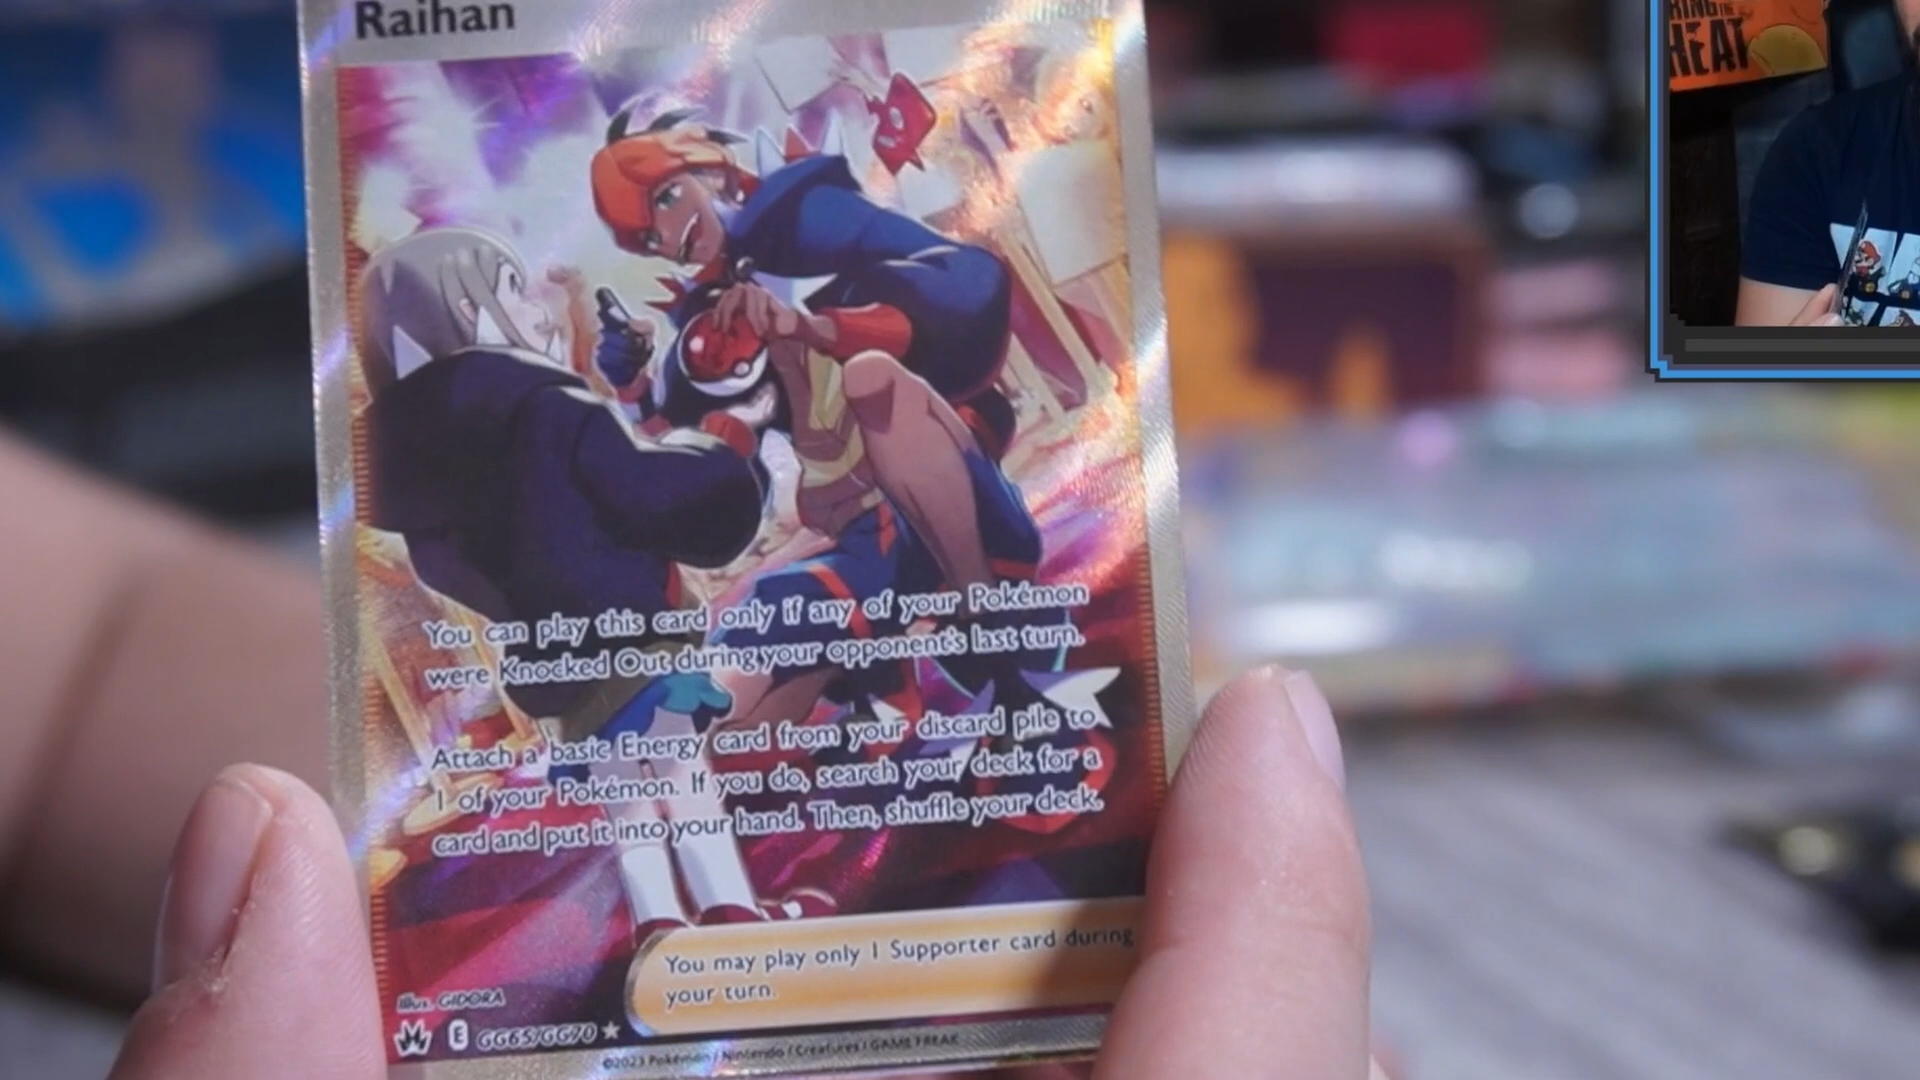 Raihan
RING THE
HEAT
You can play this card only if any of your Pokémon
were Knocked Out during your opponent's last turn.
Attach a basic Energy card from your discard pile to
1 of your Pokémon. If you do, search your deck for a
card and put it into your hand. Then, shuffle your deck.
You may play only 1 Supporter card during
your turn.
Illus. GIDORA
E GG65/GG70
©2023 Pokémon / Nintendo / Creatures / GAME FREAK